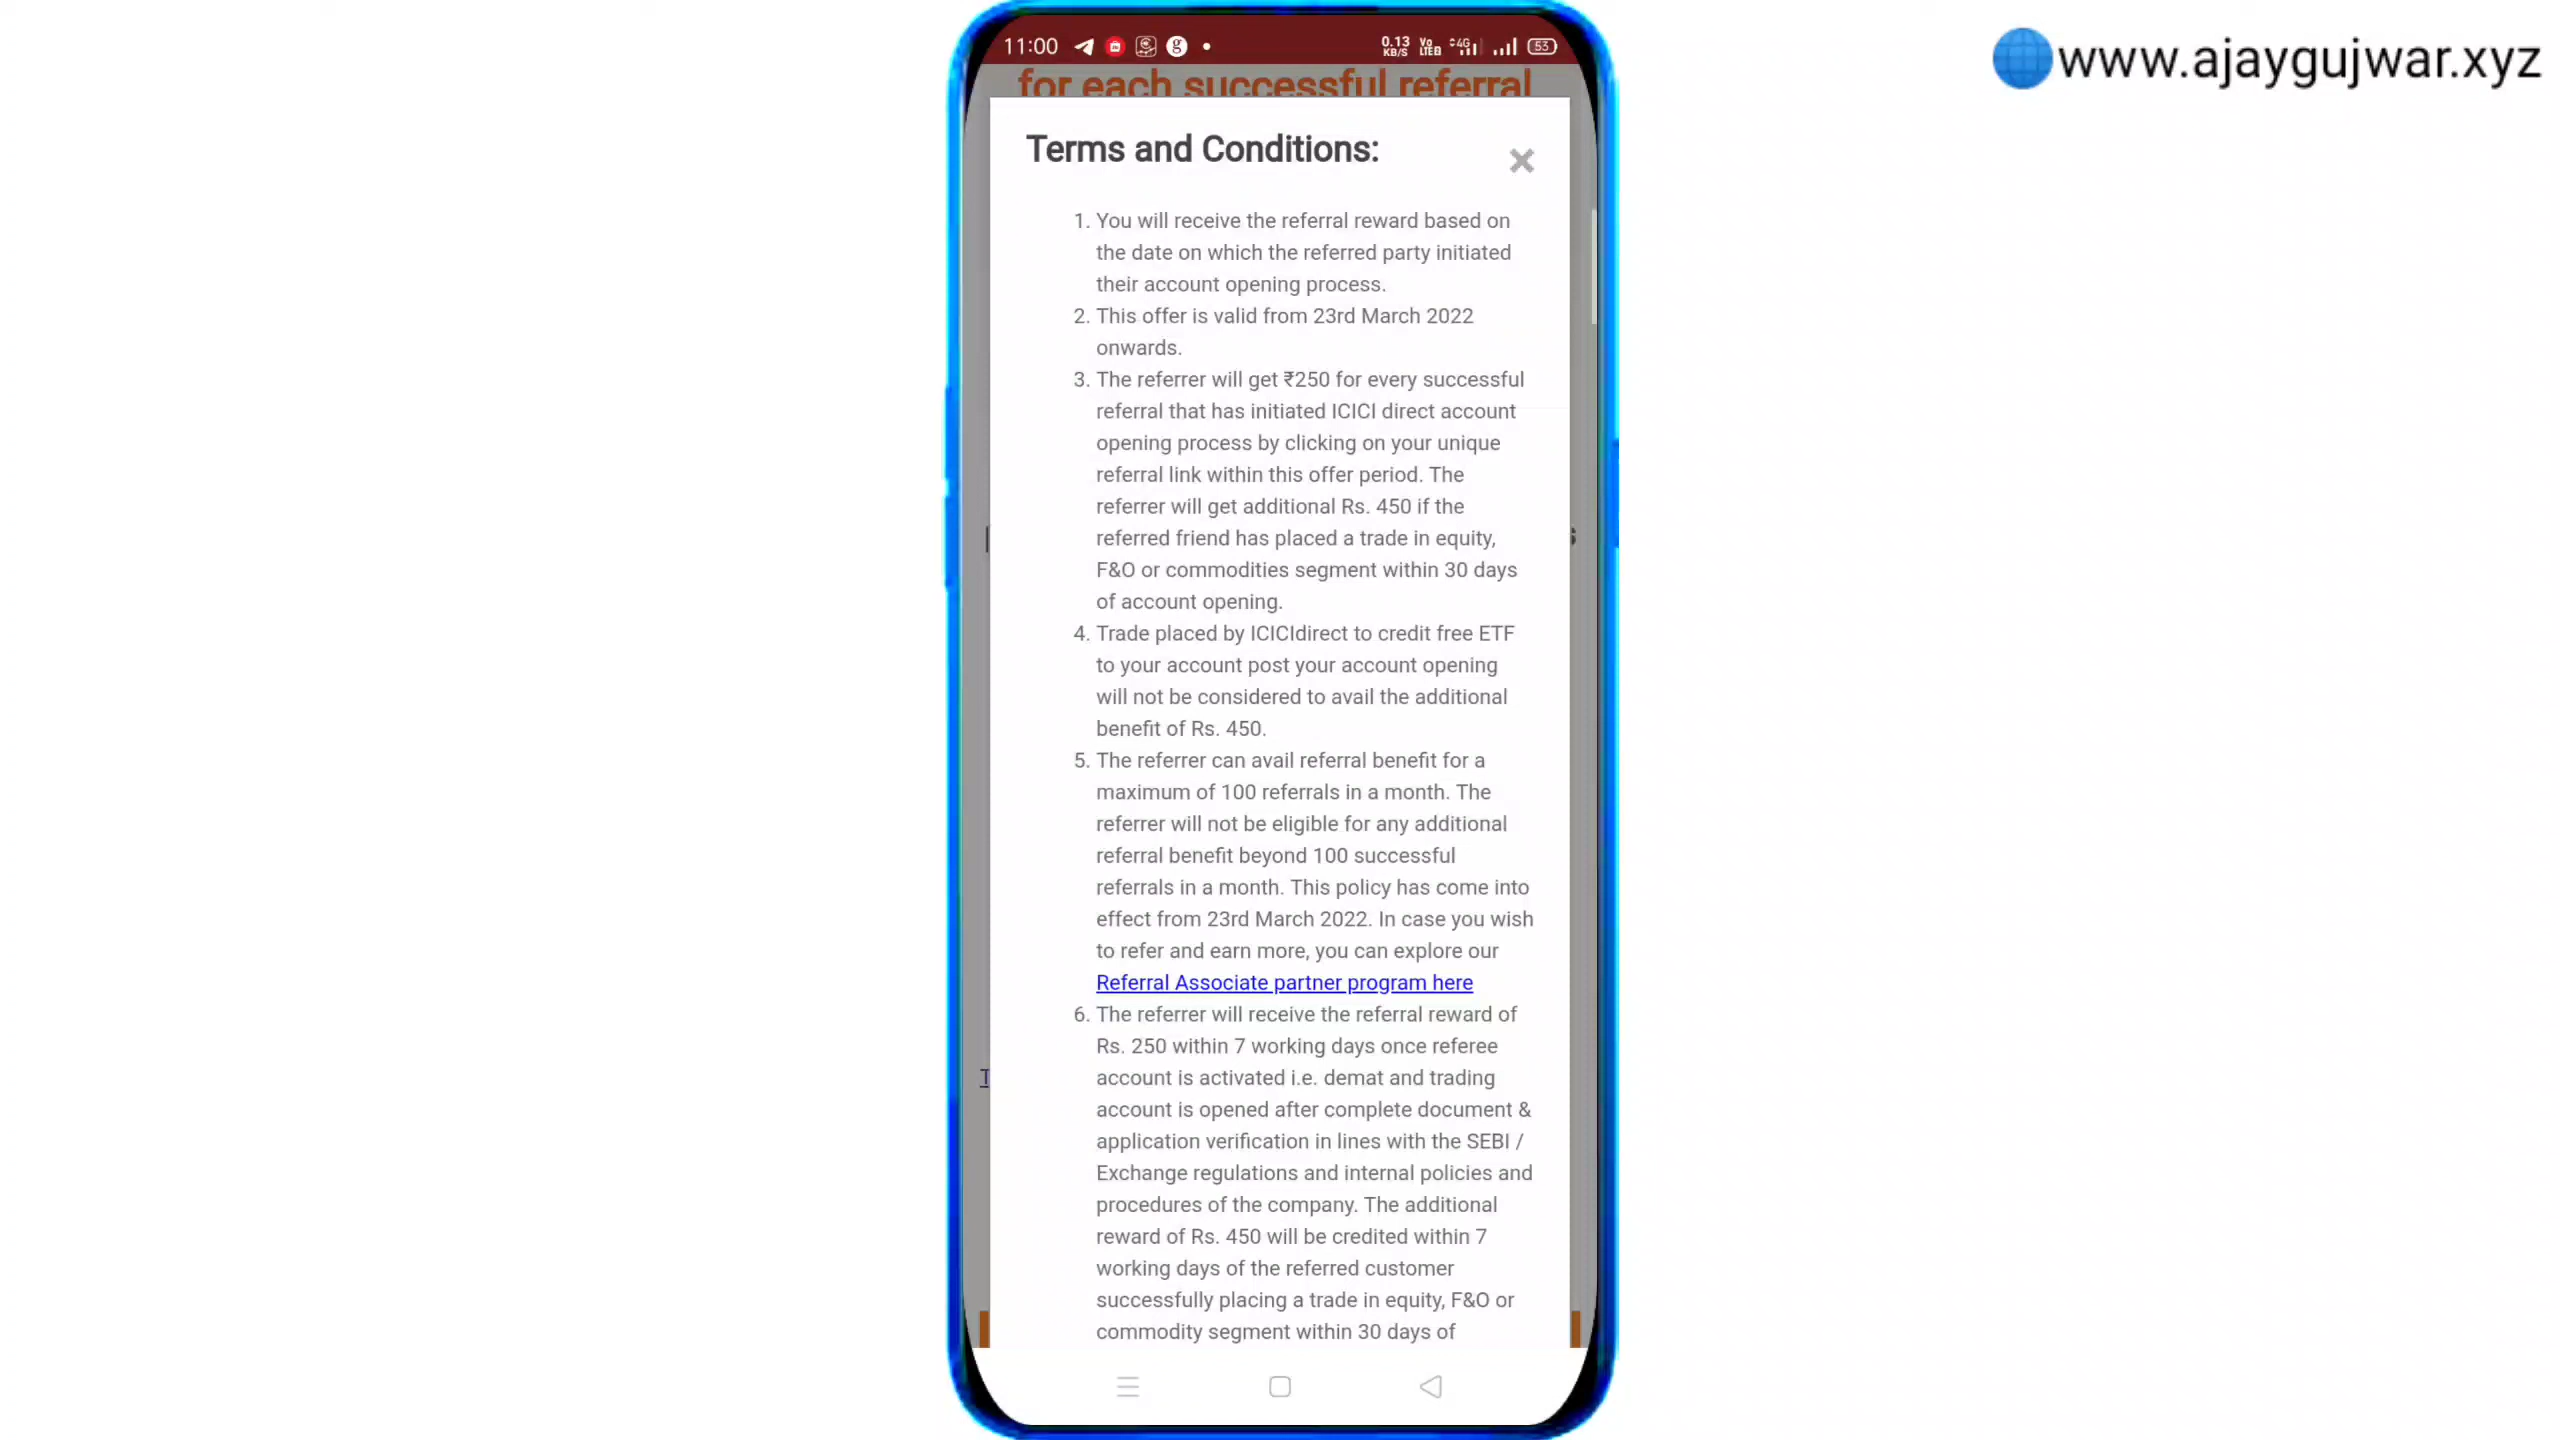 11:00
0.13
KB/S
Vo
LTEB
4G
53
www.ajaygujwar.xyz
for each successful referral
Terms and Conditions:
1. You will receive the referral reward based on
the date on which the referred party initiated
their account opening process.
2. This offer is valid from 23rd March 2022
onwards.
3. The referrer will get ₹250 for every successful
referral that has initiated ICICI direct account
opening process by clicking on your unique
referral link within this offer period. The
referrer will get additional Rs. 450 if the
referred friend has placed a trade in equity,
F&O or commodities segment within 30 days
of account opening.
4. Trade placed by ICICIdirect to credit free ETF
to your account post your account opening
will not be considered to avail the additional
benefit of Rs. 450.
5. The referrer can avail referral benefit for a
maximum of 100 referrals in a month. The
referrer will not be eligible for any additional
referral benefit beyond 100 successful
referrals in a month. This policy has come into
effect from 23rd March 2022. In case you wish
to refer and earn more, you can explore our
Referral Associate partner program here
6. The referrer will receive the referral reward of
Rs. 250 within 7 working days once referee
account is activated i.e. demat and trading
account is opened after complete document &
application verification in lines with the SEBI /
Exchange regulations and internal policies and
procedures of the company. The additional
reward of Rs. 450 will be credited within 7
working days of the referred customer
successfully placing a trade in equity, F&O or
commodity segment within 30 days of